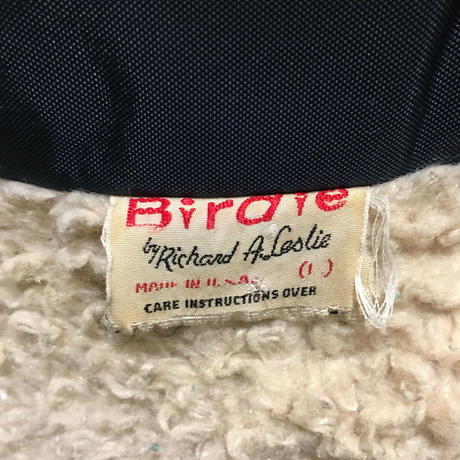 Birdie
by Richard A. Leslie
MADE IN U.S.A. (L)
CARE INSTRUCTIONS OVER